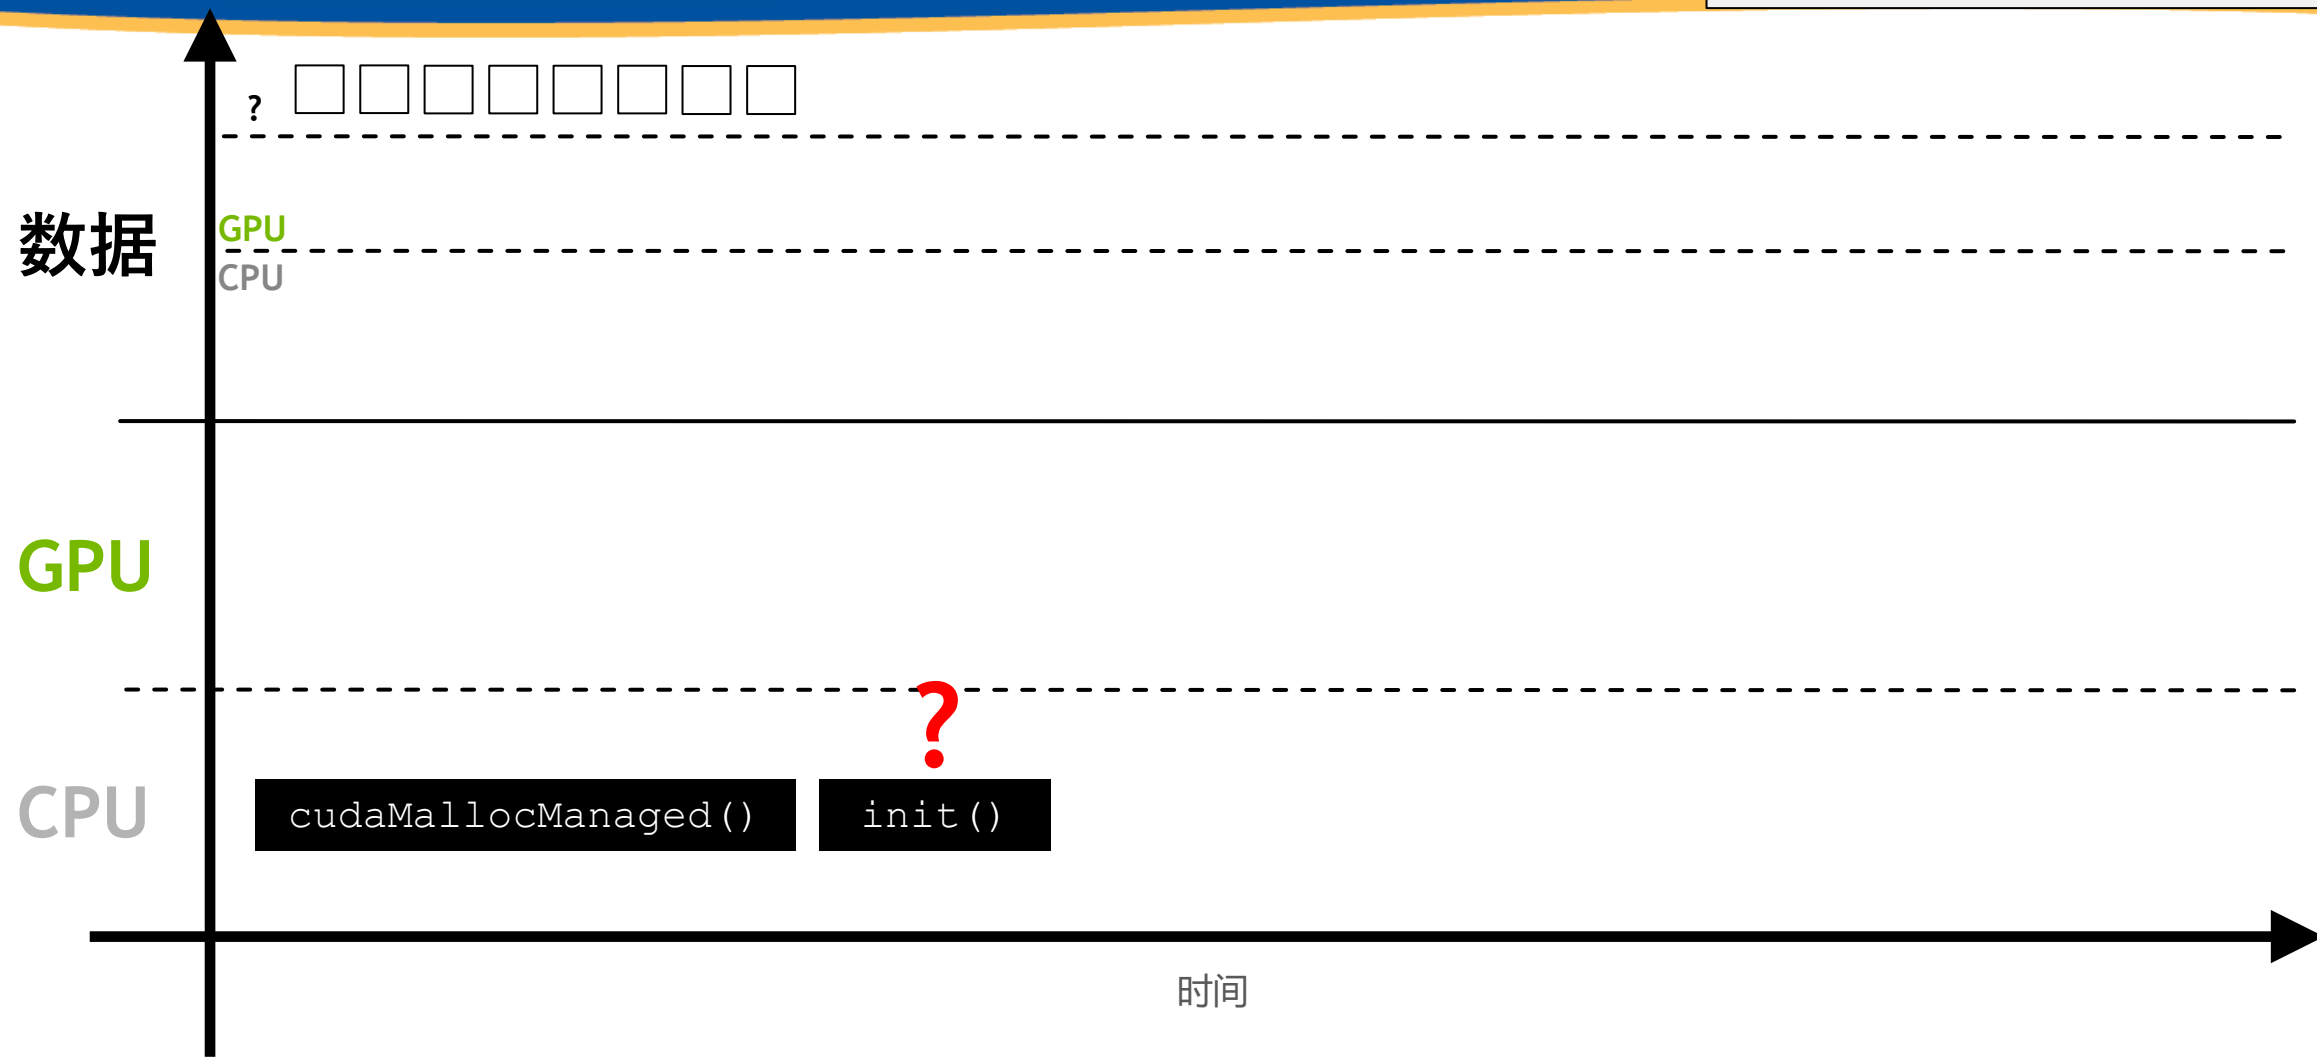 ?
数据
GPU
CPU
GPU
?
CPU
cudaMallocManaged()
init()
时间